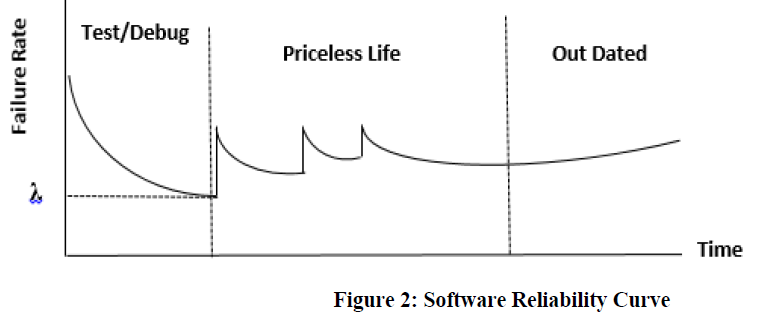 Failure Rate
Test/Debug
Priceless Life
Out Dated
λ
Time
Figure 2: Software Reliability Curve